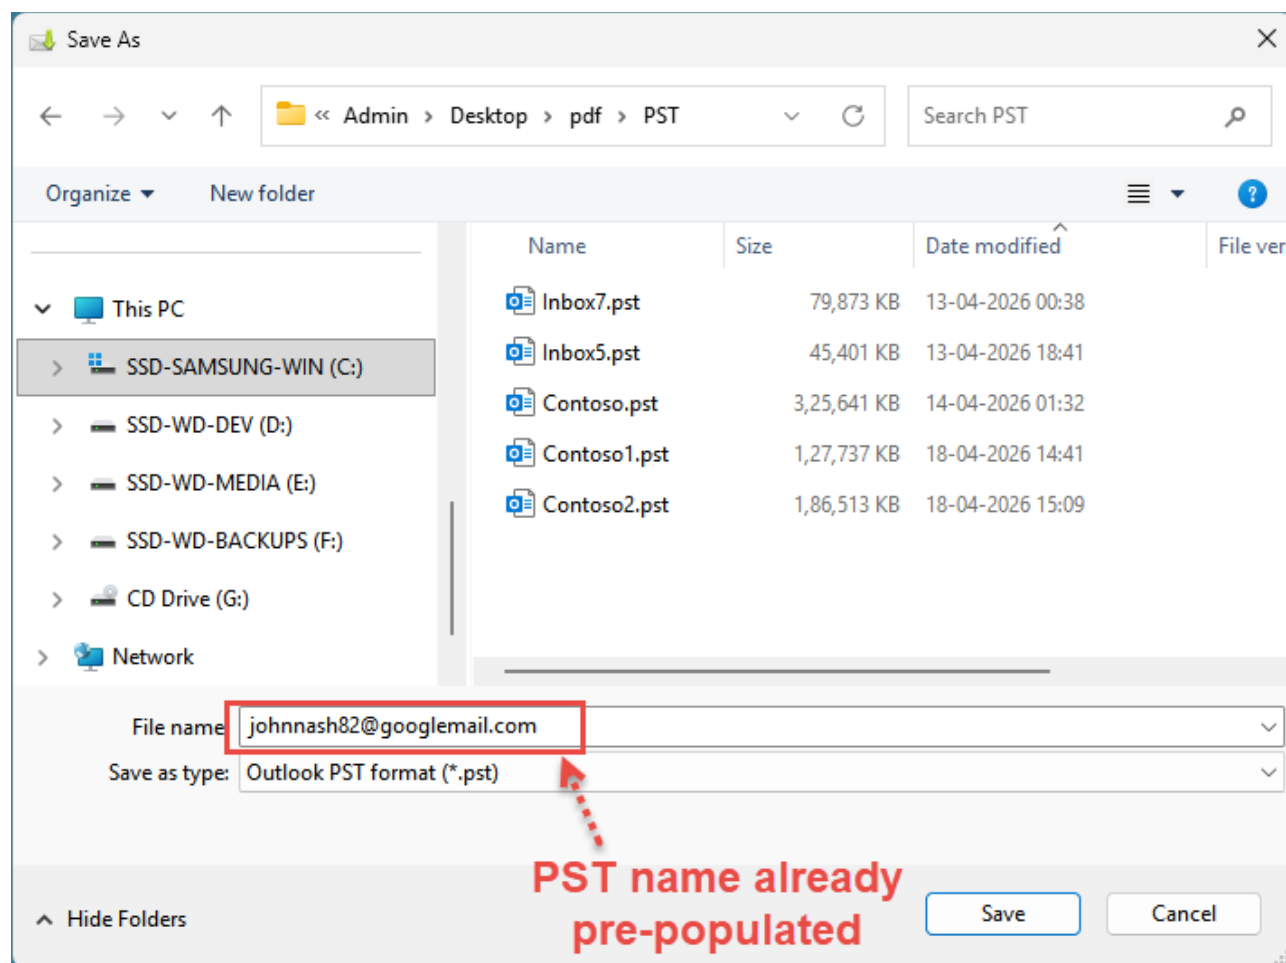 Save As
« Admin > Desktop > pdf > PST
Search PST
Organize
New folder
?
Name Size Date modified File ver
This PC
SSD-SAMSUNG-WIN (C:)
SSD-WD-DEV (D:)
SSD-WD-MEDIA (E:)
SSD-WD-BACKUPS (F:)
CD Drive (G:)
Network
Inbox7.pst 79,873 KB 13-04-2026 00:38
Inbox5.pst 45,401 KB 13-04-2026 18:41
Contoso.pst 3,25,641 KB 14-04-2026 01:32
Contoso1.pst 1,27,737 KB 18-04-2026 14:41
Contoso2.pst 1,86,513 KB 18-04-2026 15:09
File name johnnash82@googlemail.com
Save as type: Outlook PST format (*.pst)
PST name already
pre-populated
Hide Folders
Save
Cancel